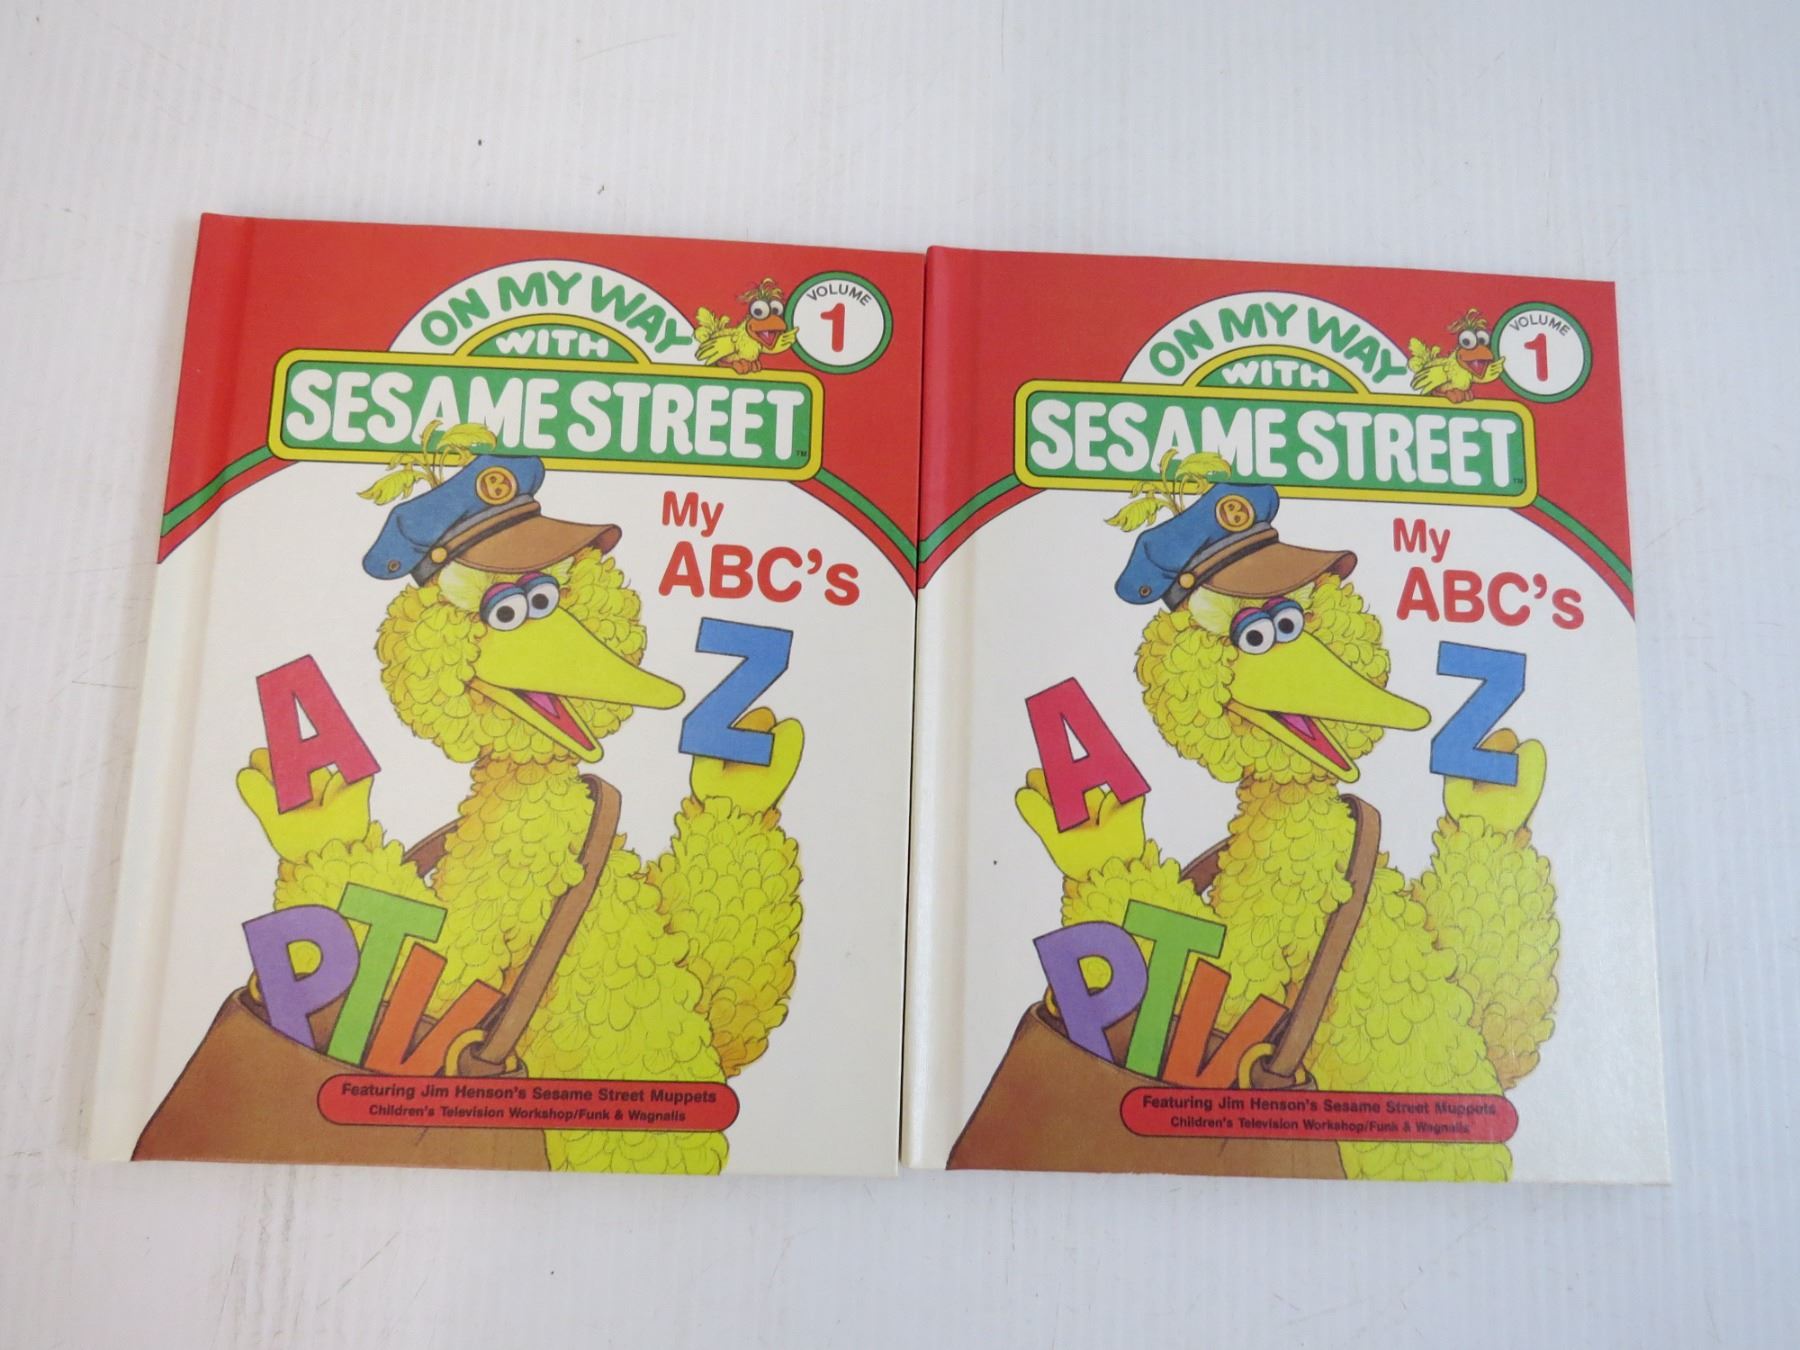 ON MY WAY
WITH
SESAME STREET™
VOLUME
1
B
My
ABC's
A
Z
P T V
Featuring Jim Henson's Sesame Street Muppets
Children's Television Workshop/Funk & Wagnalls
ON MY WAY
WITH
SESAME STREET™
VOLUME
1
B
My
ABC's
A
Z
P T V
Featuring Jim Henson's Sesame Street Muppets
Children's Television Workshop/Funk & Wagnalls